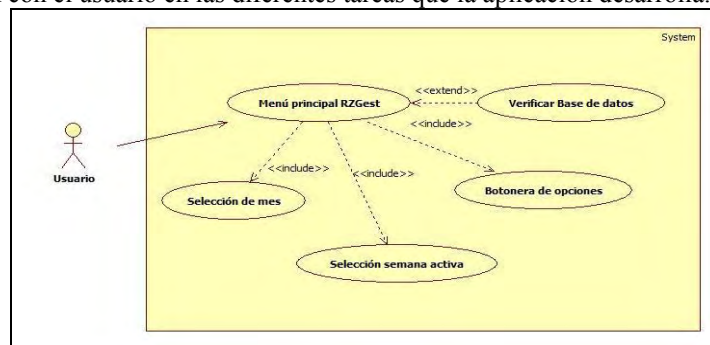 con el usuario en las diferentes tareas que la aplicación desarrolla.
System
<<extend>>
Menú principal RZGest
Verificar Base de datos
<<include>>
Usuario
<<include>>
<<include>>
Selección de mes
Botonera de opciones
Selección semana activa